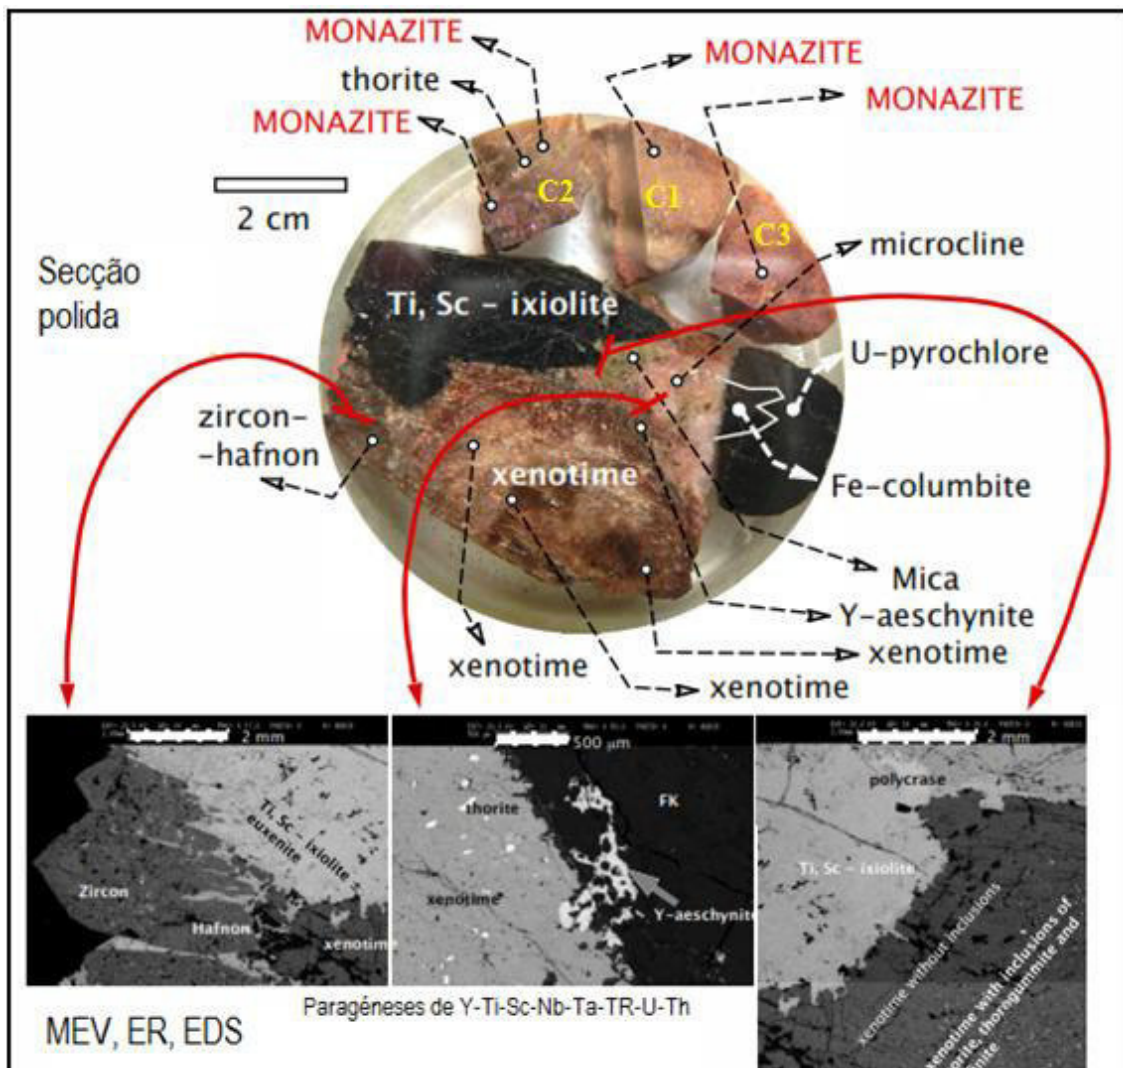 MONAZITE
thorite
MONAZITE
MONAZITE
MONAZITE
2 cm
C2
C1
C3
microcline
Secção
polida
Ti, Sc - ixiolite
U-pyrochlore
zircon-
-hafnon
xenotime
Fe-columbite
Mica
Y-aeschynite
xenotime
xenotime
xenotime
2 mm
Ti, Sc - ixiolite
euxenite
Zircon
Hafnon
xenotime
500 µm
thorite
FK
xenotime
Y-aeschynite
2 mm
polycrase
Ti, Sc - ixiolite
xenotime without inclusions
xenotime with inclusions of
thorogummite and
MEV, ER, EDS
Paragéneses de Y-Ti-Sc-Nb-Ta-TR-U-Th